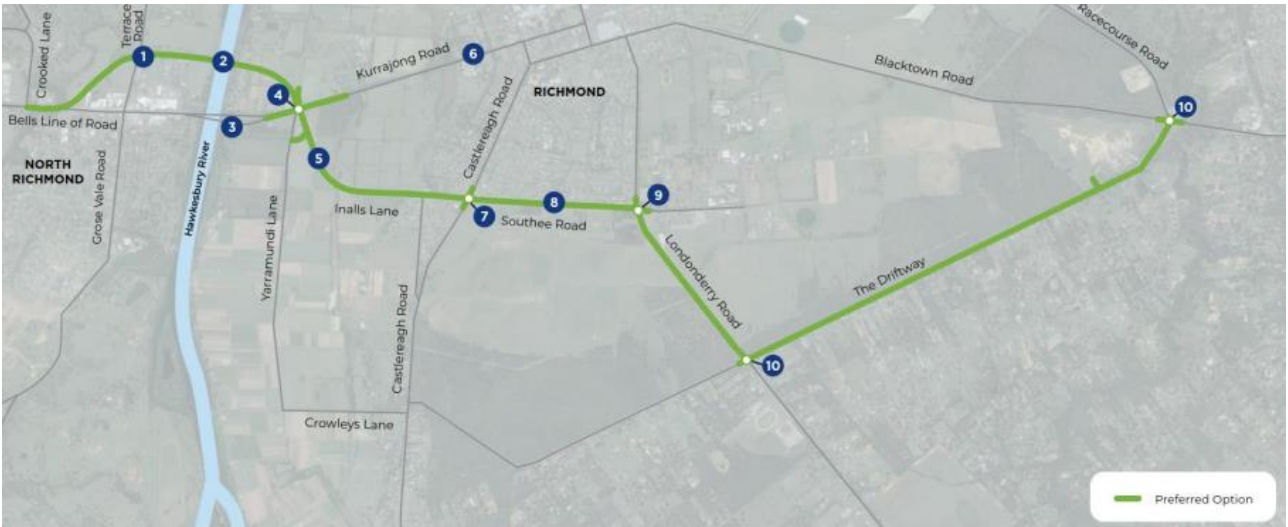 Crooked Lane
Terrace
Road
1
2
Kurrajong Road
6
Racecourse Road
Blacktown Road
RICHMOND
4
3
10
Bells Line of Road
NORTH
RICHMOND
Grose Vale Road
Hawkesbury River
5
Castlereagh Road
Yarramundi Lane
Inalls Lane
7
8
Southee Road
9
Londonderry Road
The Driftway
Castlereagh Road
10
Crowleys Lane
Preferred Option